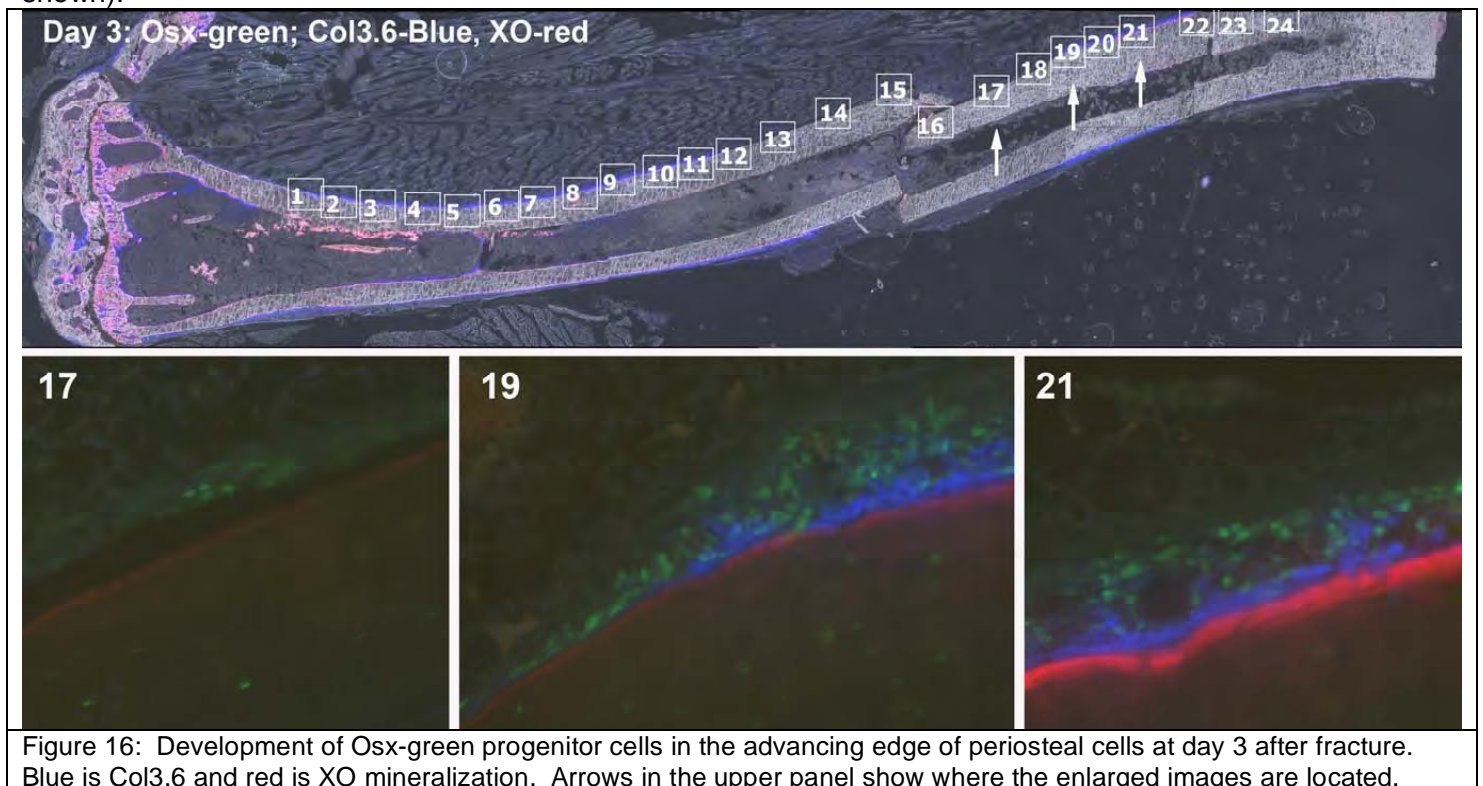 shown).
Day 3: Osx-green; Col3.6-Blue, XO-red
1 2 3 4 5 6 7 8 9 10 11 12 13 14 15 16 17 18 19 20 21 22 23 24
17 19 21
Figure 16: Development of Osx-green progenitor cells in the advancing edge of periosteal cells at day 3 after fracture.
Blue is Col3.6 and red is XO mineralization. Arrows in the upper panel show where the enlarged images are located.